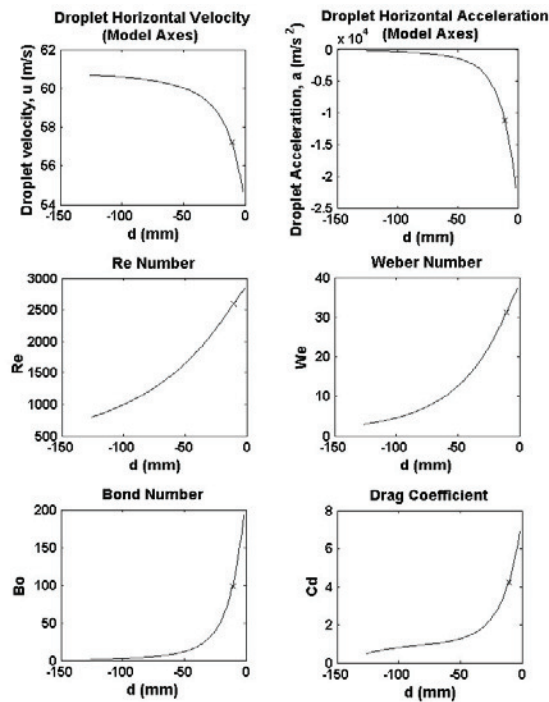 Droplet Horizontal Velocity
(Model Axes)
Droplet velocity, u (m/s)
62
60
58
56
54
-150
-100
-50
0
d (mm)
Droplet Horizontal Acceleration
(Model Axes)
x 10^4
Droplet Acceleration, a (m/s^2)
0
-0.5
-1
-1.5
-2
-2.5
-150
-100
-50
0
d (mm)
Re Number
Re
3000
2500
2000
1500
1000
500
-150
-100
-50
0
d (mm)
Weber Number
We
40
30
20
10
0
-150
-100
-50
0
d (mm)
Bond Number
Bo
200
150
100
50
0
-150
-100
-50
0
d (mm)
Drag Coefficient
Cd
8
6
4
2
0
-150
-100
-50
0
d (mm)